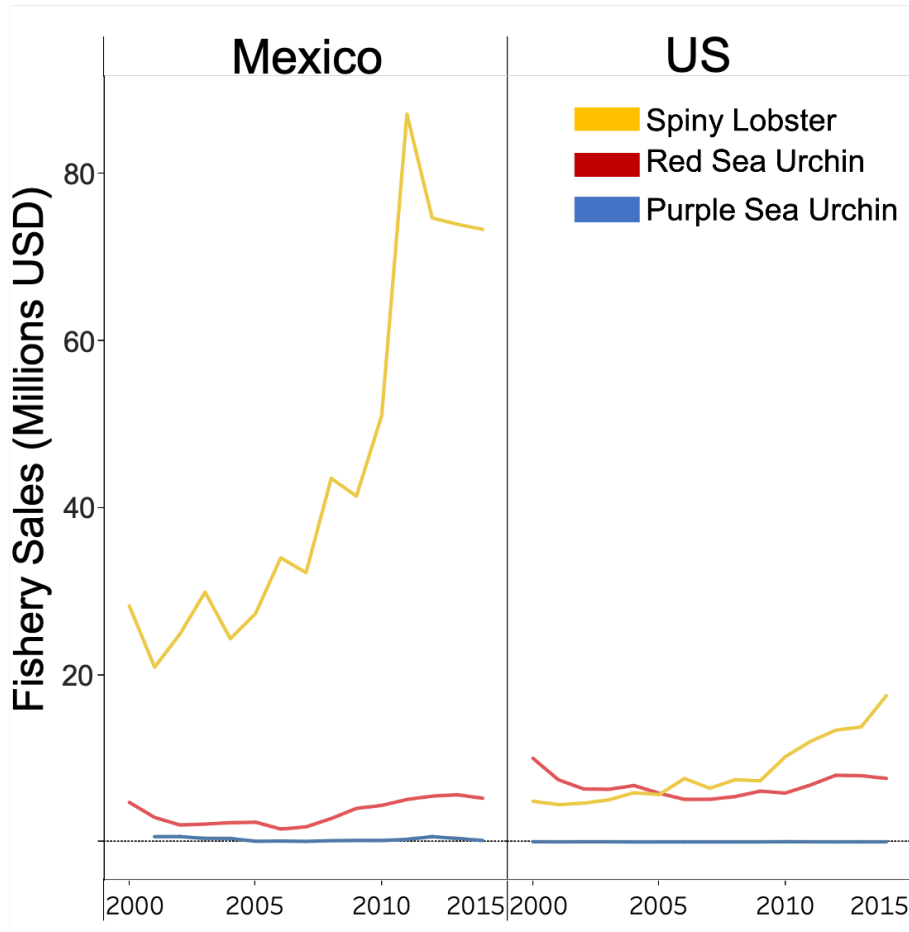 Mexico
US
Spiny Lobster
Red Sea Urchin
Purple Sea Urchin
Fishery Sales (Millions USD)
80
60
40
20
2000 2005 2010 2015 2000 2005 2010 2015